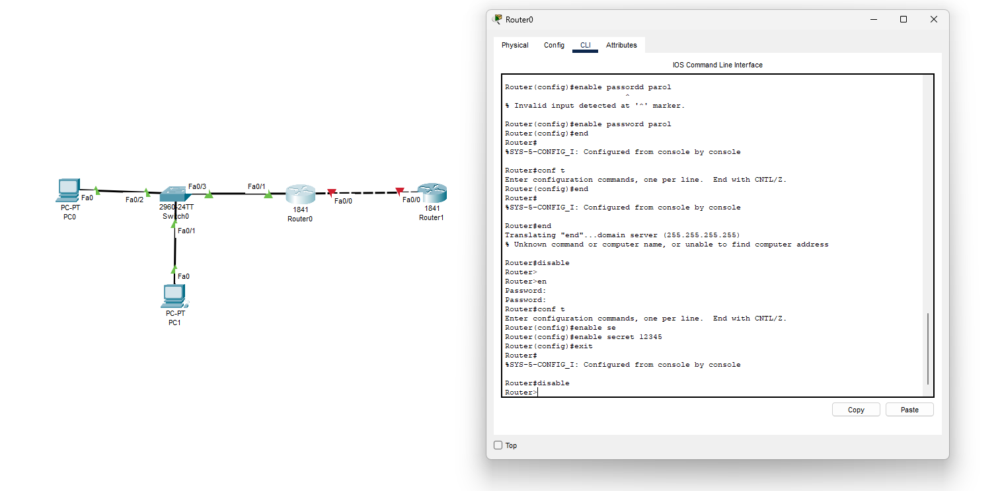 Router0
Physical Config CLI Attributes
IOS Command Line Interface
Router(config)#enable passordd parol
^
% Invalid input detected at '^' marker.
Router(config)#enable password parol
Router(config)#end
Router#
%SYS-5-CONFIG_I: Configured from console by console
Router#conf t
Enter configuration commands, one per line.  End with CNTL/Z.
Router(config)#end
Router#
%SYS-5-CONFIG_I: Configured from console by console
Router#end
Translating "end"...domain server (255.255.255.255)
% Unknown command or computer name, or unable to find computer address
Router#disable
Router>
Router>en
Password:
Password:
Router#conf t
Enter configuration commands, one per line.  End with CNTL/Z.
Router(config)#enable se
Router(config)#enable secret 12345
Router(config)#exit
Router#
%SYS-5-CONFIG_I: Configured from console by console
Router#disable
Router>
Copy Paste
Top
Fa0
PC-PT
PC0
Fa0/2
Fa0/3
2960-24TT
Switch0
Fa0/1
Fa0
PC-PT
PC1
Fa0/1
1841
Router0
Fa0/0
Fa0/0
1841
Router1